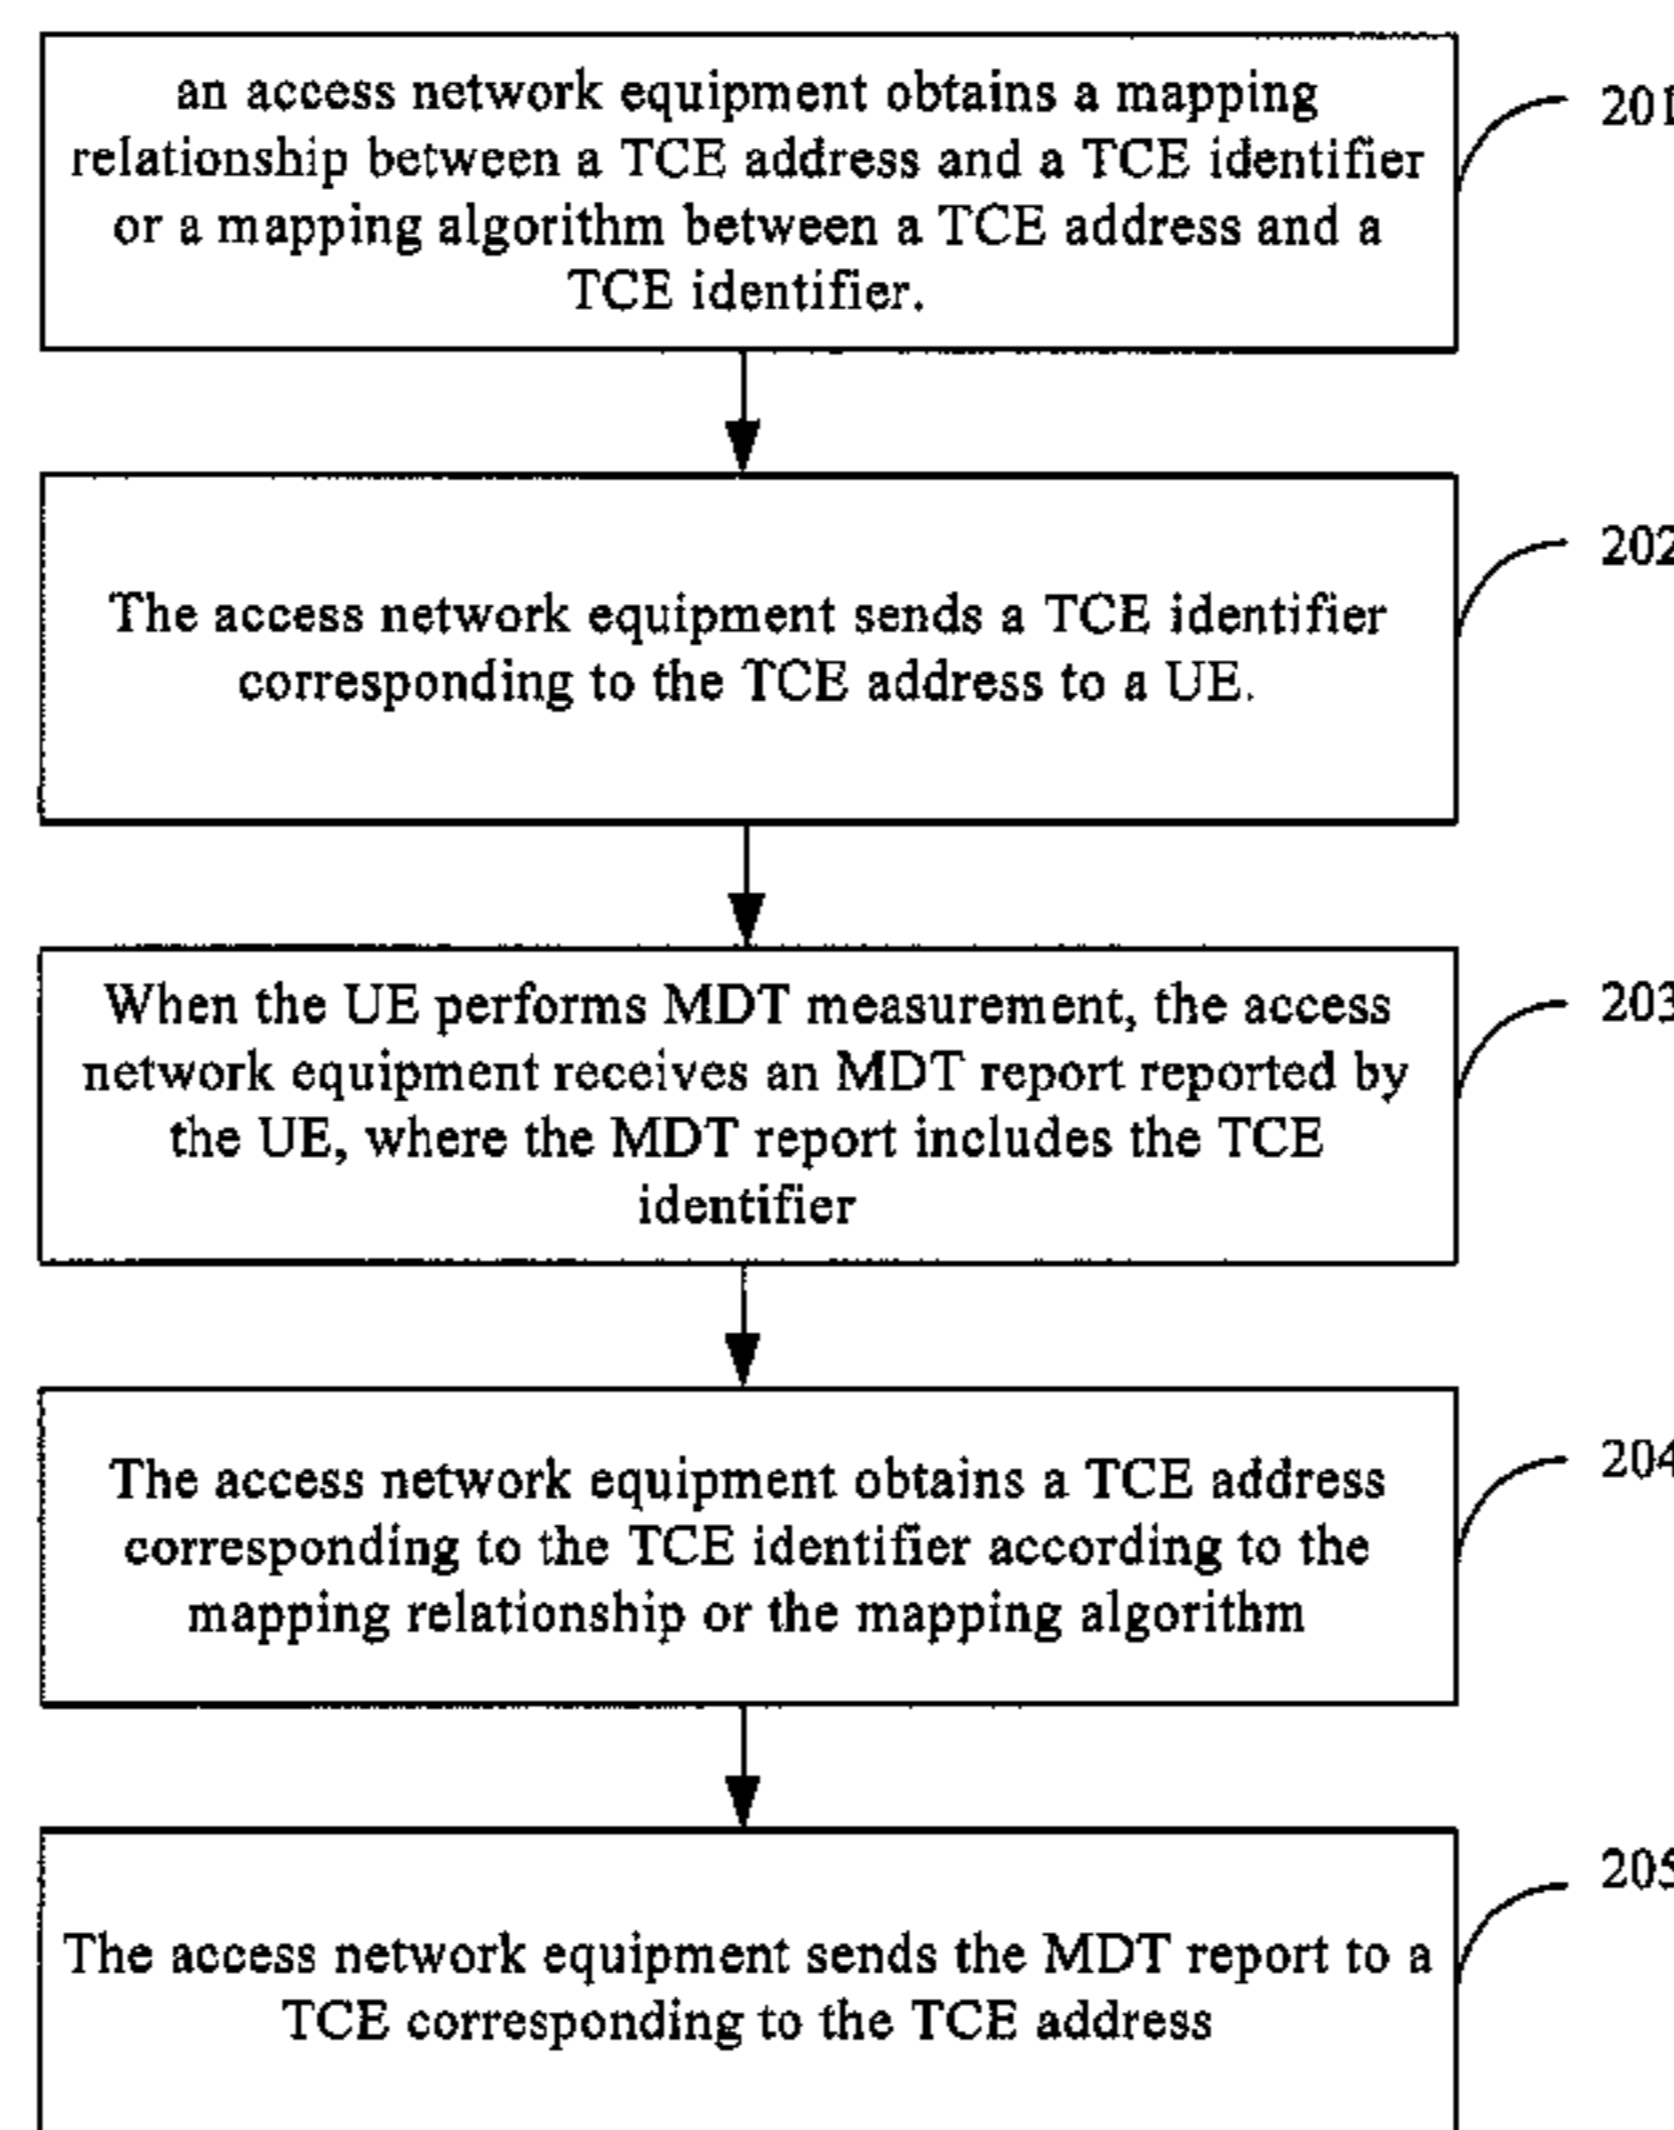 an access network equipment obtains a mapping
relationship between a TCE address and a TCE identifier
or a mapping algorithm between a TCE address and a
TCE identifier.
201
The access network equipment sends a TCE identifier
corresponding to the TCE address to a UE.
202
When the UE performs MDT measurement, the access
network equipment receives an MDT report reported by
the UE, where the MDT report includes the TCE
identifier
203
The access network equipment obtains a TCE address
corresponding to the TCE identifier according to the
mapping relationship or the mapping algorithm
204
The access network equipment sends the MDT report to a
TCE corresponding to the TCE address
205